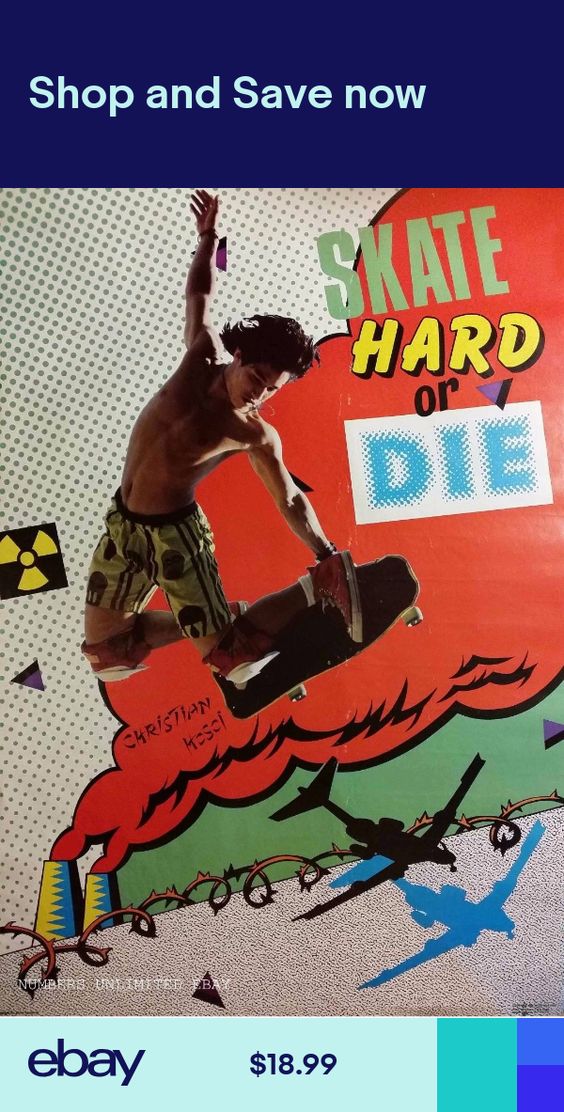 Shop and Save now
SKATE
HARD
or
DIE
CHRISTIAN
HOSOI
NUMBERS UNLIMITED EBAY
ebay
$18.99